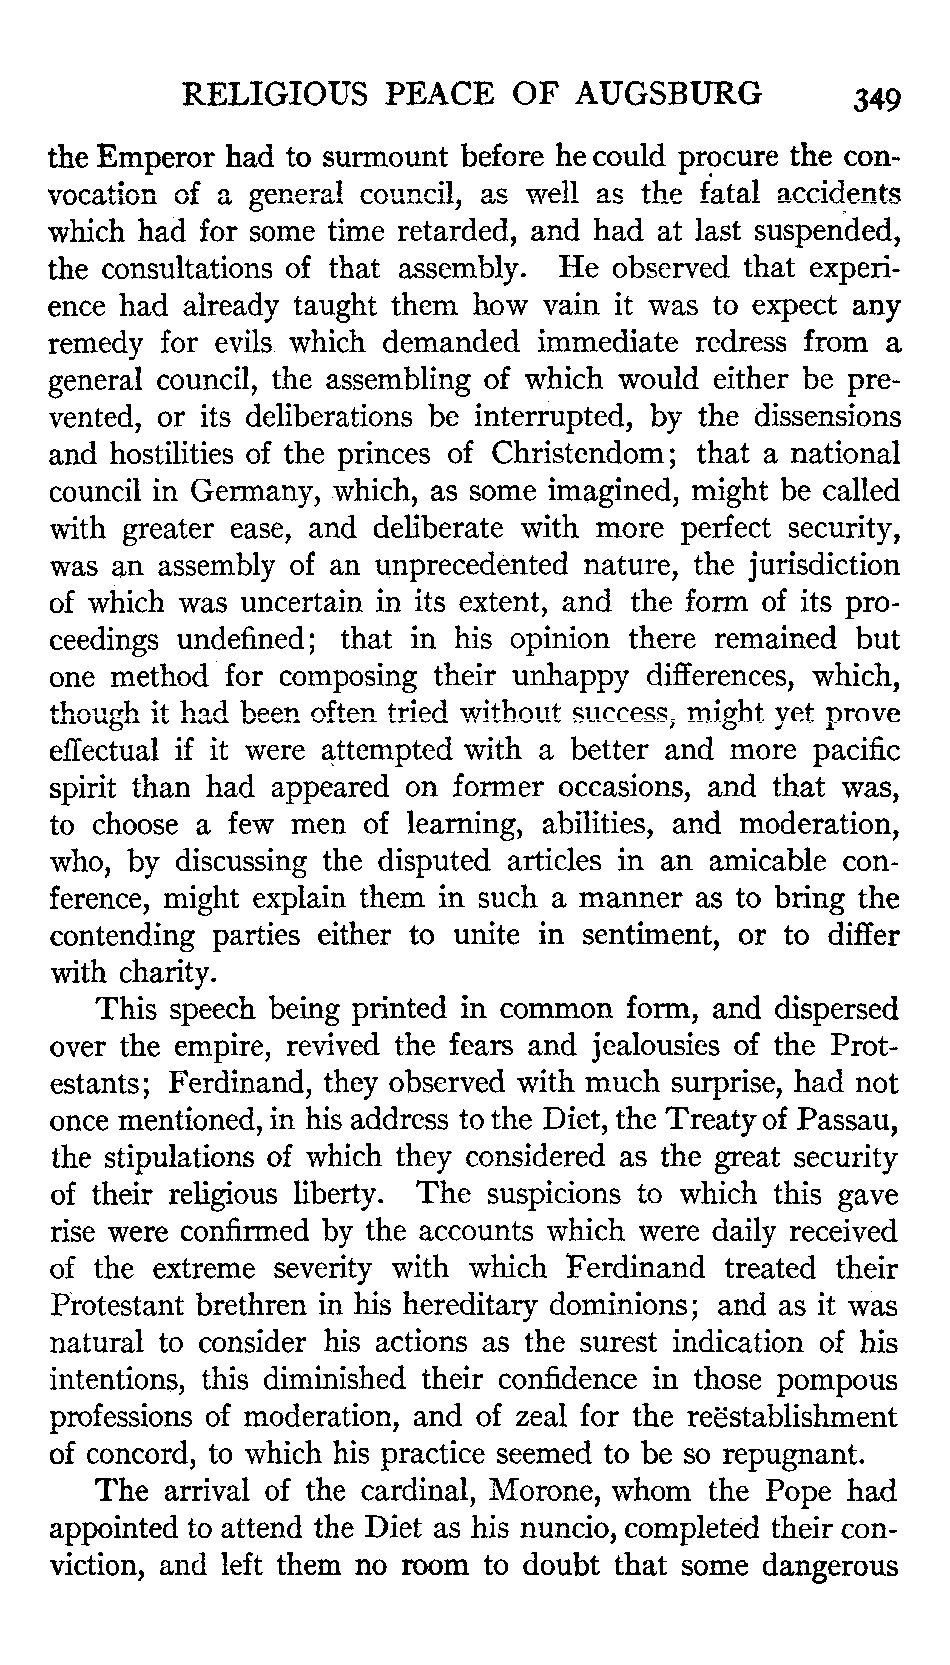 RELIGIOUS PEACE OF AUGSBURG 349
the Emperor had to surmount before he could procure the con-
vocation of a general council, as well as the fatal accidents
which had for some time retarded, and had at last suspended,
the consultations of that assembly. He observed that experi-
ence had already taught them how vain it was to expect any
remedy for evils which demanded immediate redress from a
general council, the assembling of which would either be pre-
vented, or its deliberations be interrupted, by the dissensions
and hostilities of the princes of Christendom; that a national
council in Germany, which, as some imagined, might be called
with greater ease, and deliberate with more perfect security,
was an assembly of an unprecedented nature, the jurisdiction
of which was uncertain in its extent, and the form of its pro-
ceedings undefined; that in his opinion there remained but
one method for composing their unhappy differences, which,
though it had been often tried without success, might yet prove
effectual if it were attempted with a better and more pacific
spirit than had appeared on former occasions, and that was,
to choose a few men of learning, abilities, and moderation,
who, by discussing the disputed articles in an amicable con-
ference, might explain them in such a manner as to bring the
contending parties either to unite in sentiment, or to differ
with charity.
This speech being printed in common form, and dispersed
over the empire, revived the fears and jealousies of the Prot-
estants; Ferdinand, they observed with much surprise, had not
once mentioned, in his address to the Diet, the Treaty of Passau,
the stipulations of which they considered as the great security
of their religious liberty. The suspicions to which this gave
rise were confirmed by the accounts which were daily received
of the extreme severity with which Ferdinand treated their
Protestant brethren in his hereditary dominions; and as it was
natural to consider his actions as the surest indication of his
intentions, this diminished their confidence in those pompous
professions of moderation, and of zeal for the reëstablishment
of concord, to which his practice seemed to be so repugnant.
The arrival of the cardinal, Morone, whom the Pope had
appointed to attend the Diet as his nuncio, completed their con-
viction, and left them no room to doubt that some dangerous